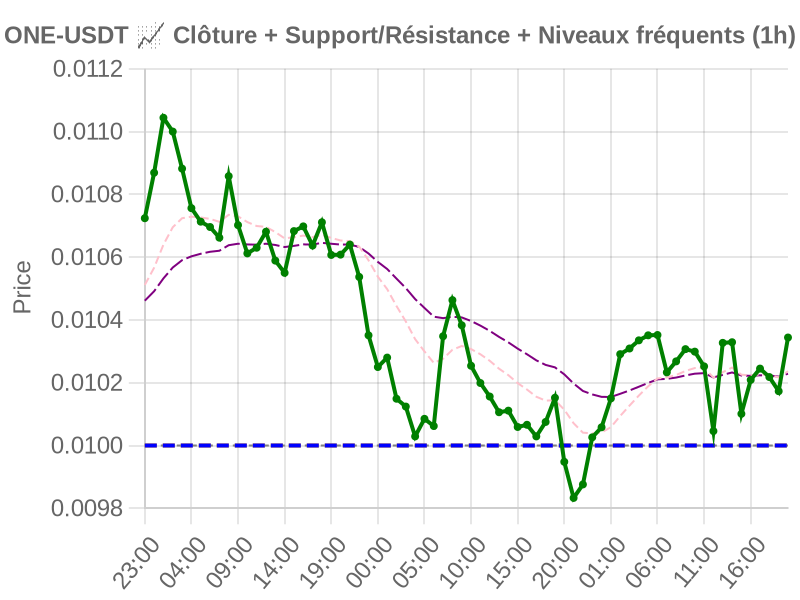 ONE-USDT 📈 Clôture + Support/Résistance + Niveaux fréquents (1h)
0.0112
0.0110
0.0108
0.0106
0.0104
0.0102
0.0100
0.0098
Price
23:00 04:00 09:00 14:00 19:00 00:00 05:00 10:00 15:00 20:00 01:00 06:00 11:00 16:00